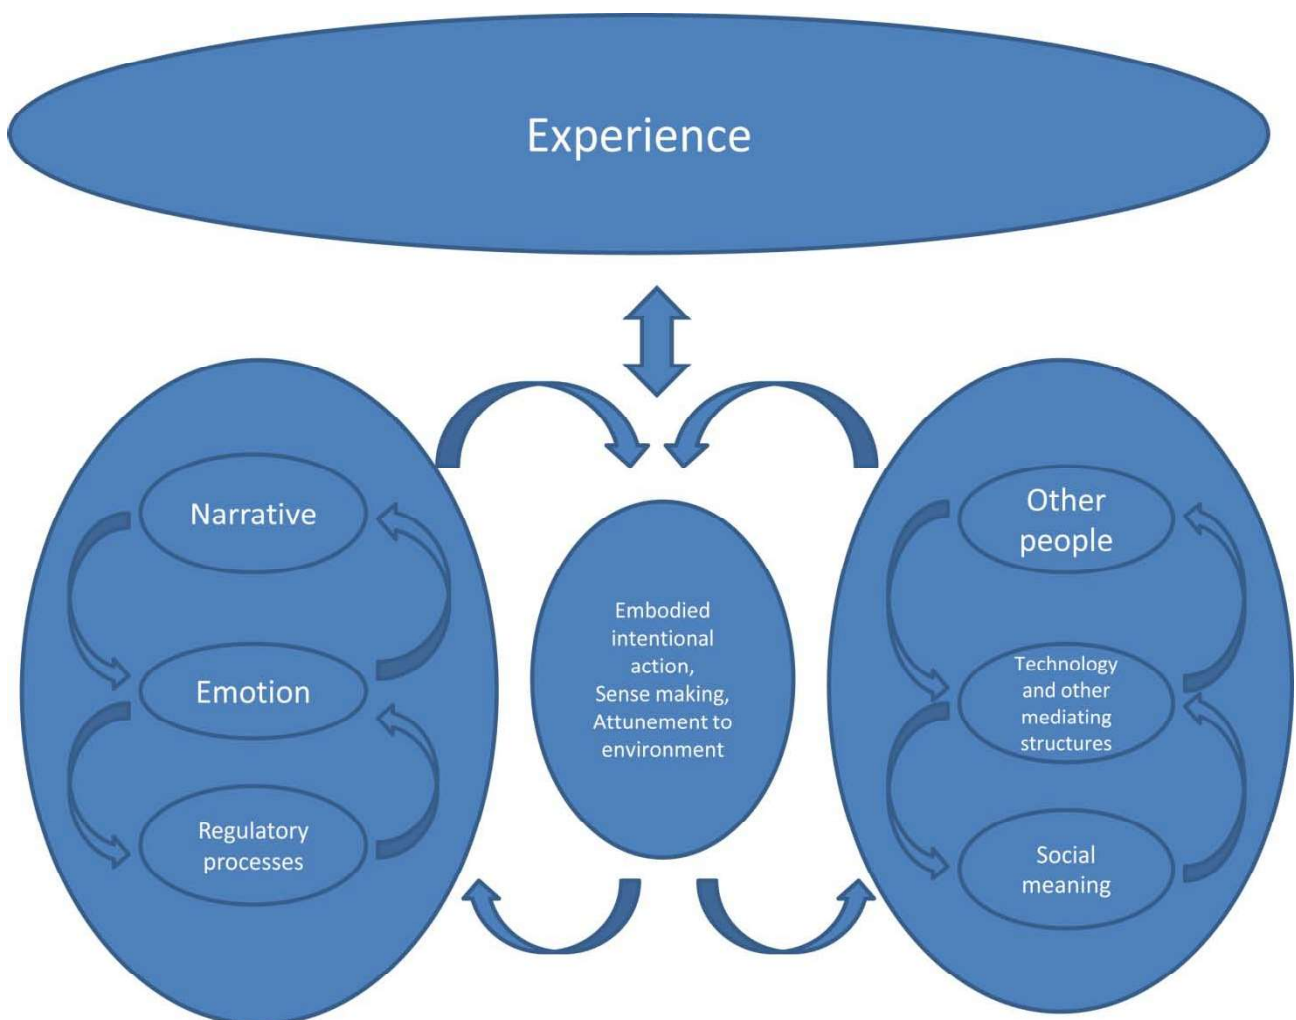 Experience
Narrative
Emotion
Regulatory
processes
Embodied
intentional
action,
Sense making,
Attunement to
environment
Other
people
Technology
and other
mediating
structures
Social
meaning